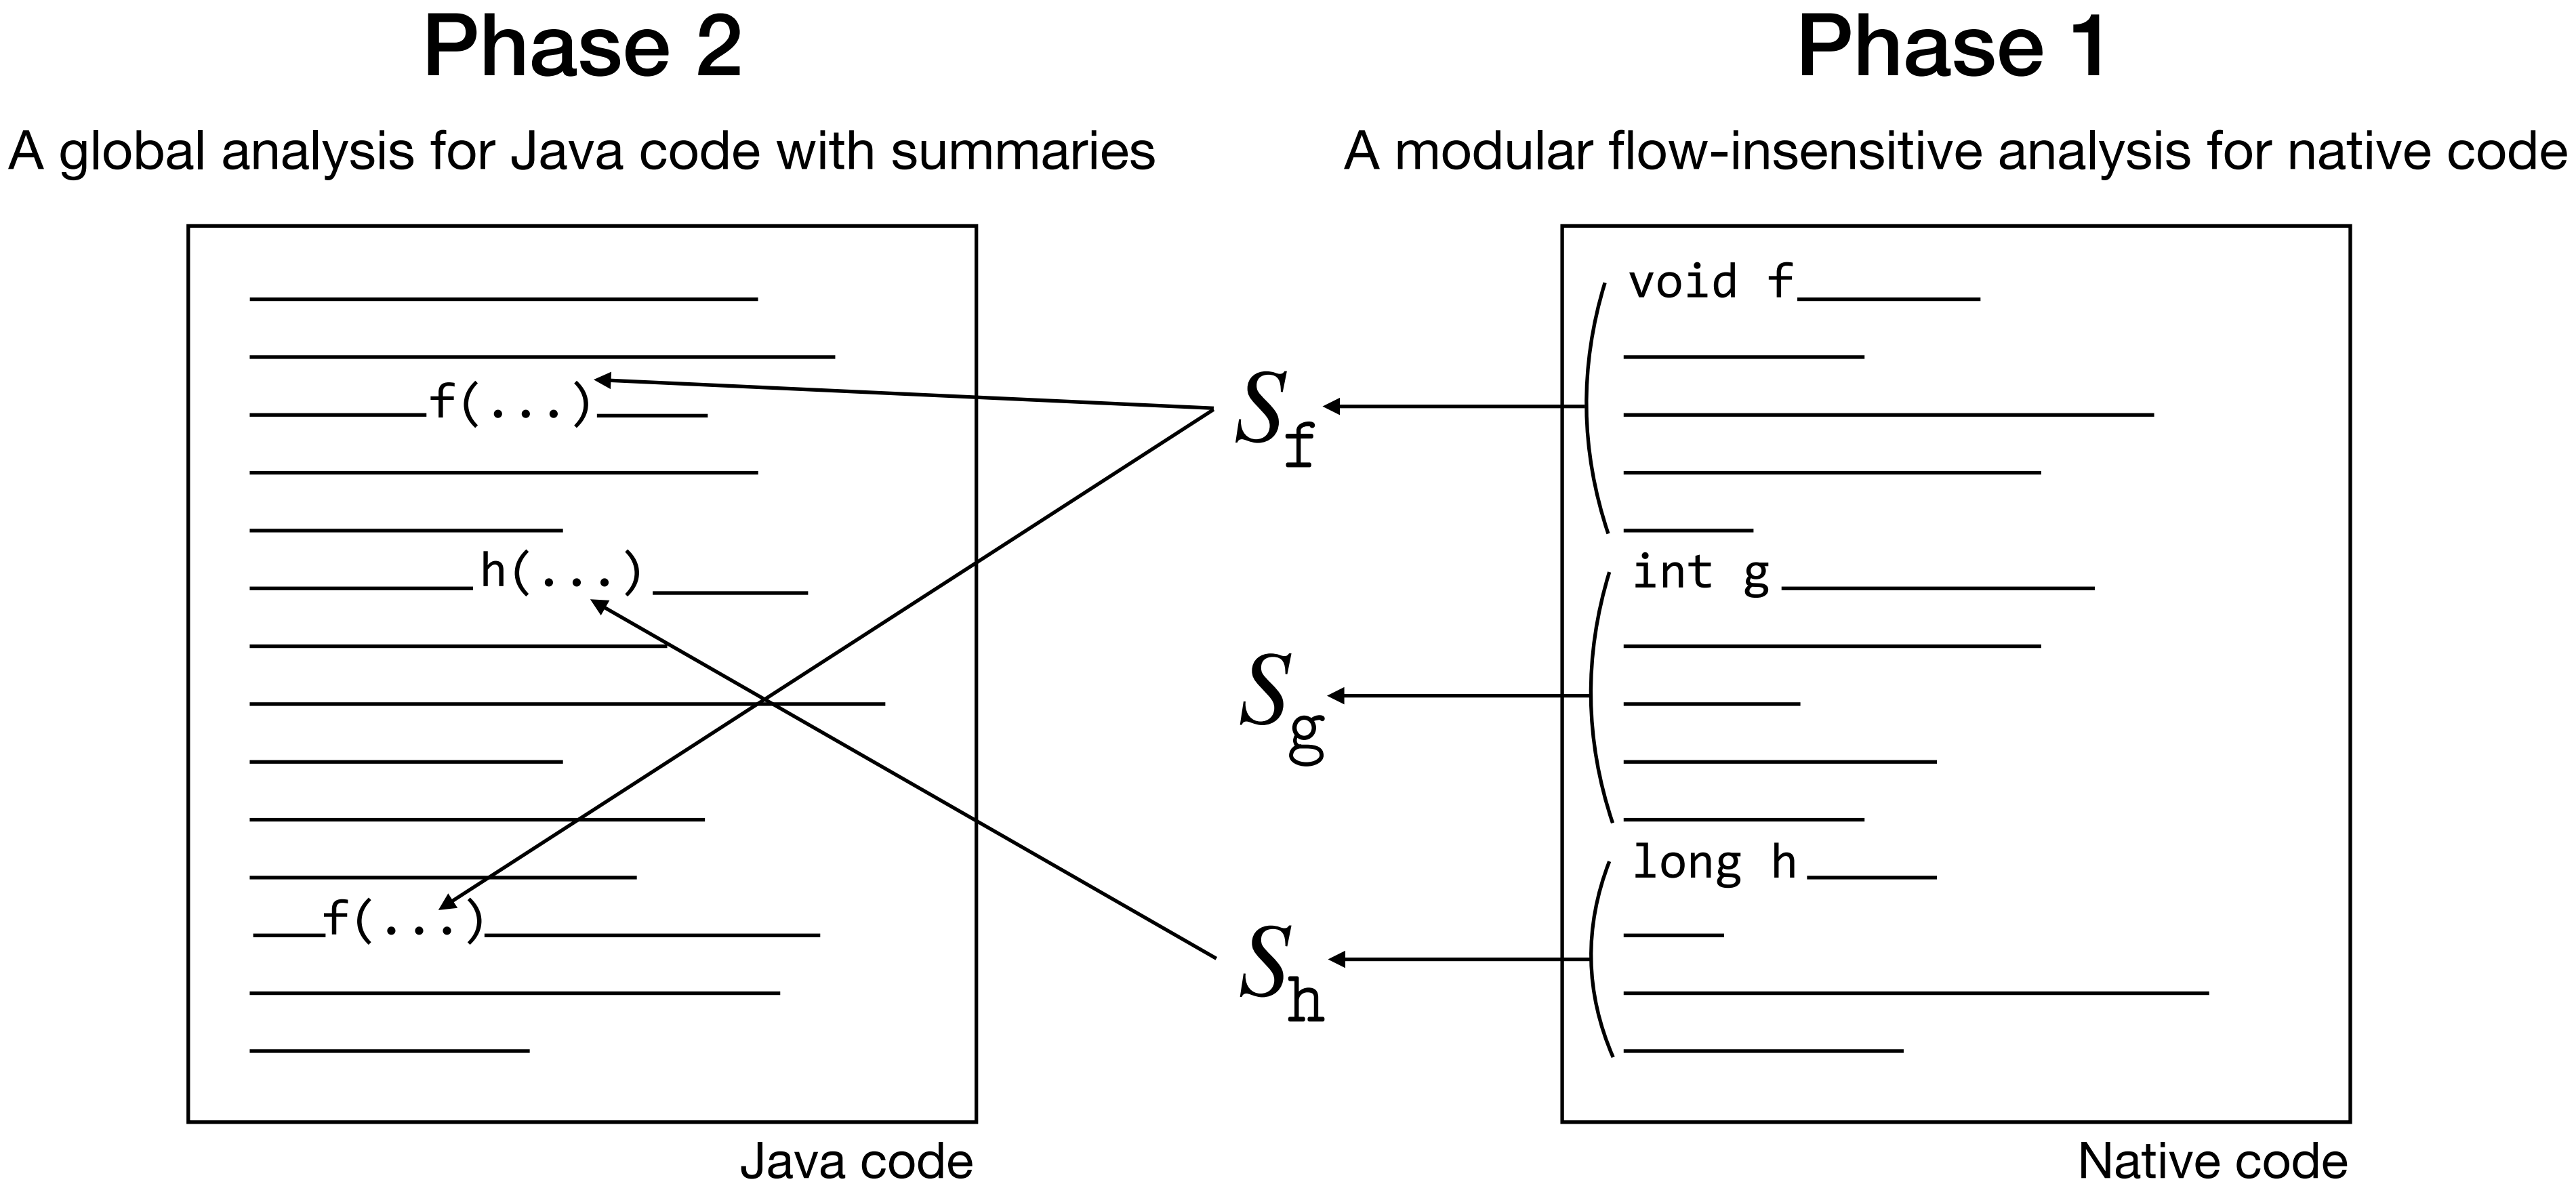 Phase 2
A global analysis for Java code with summaries
f(...)
h(...)
f(...)
Java code
Sf
Sg
Sh
Phase 1
A modular flow-insensitive analysis for native code
void f
int g
long h
Native code